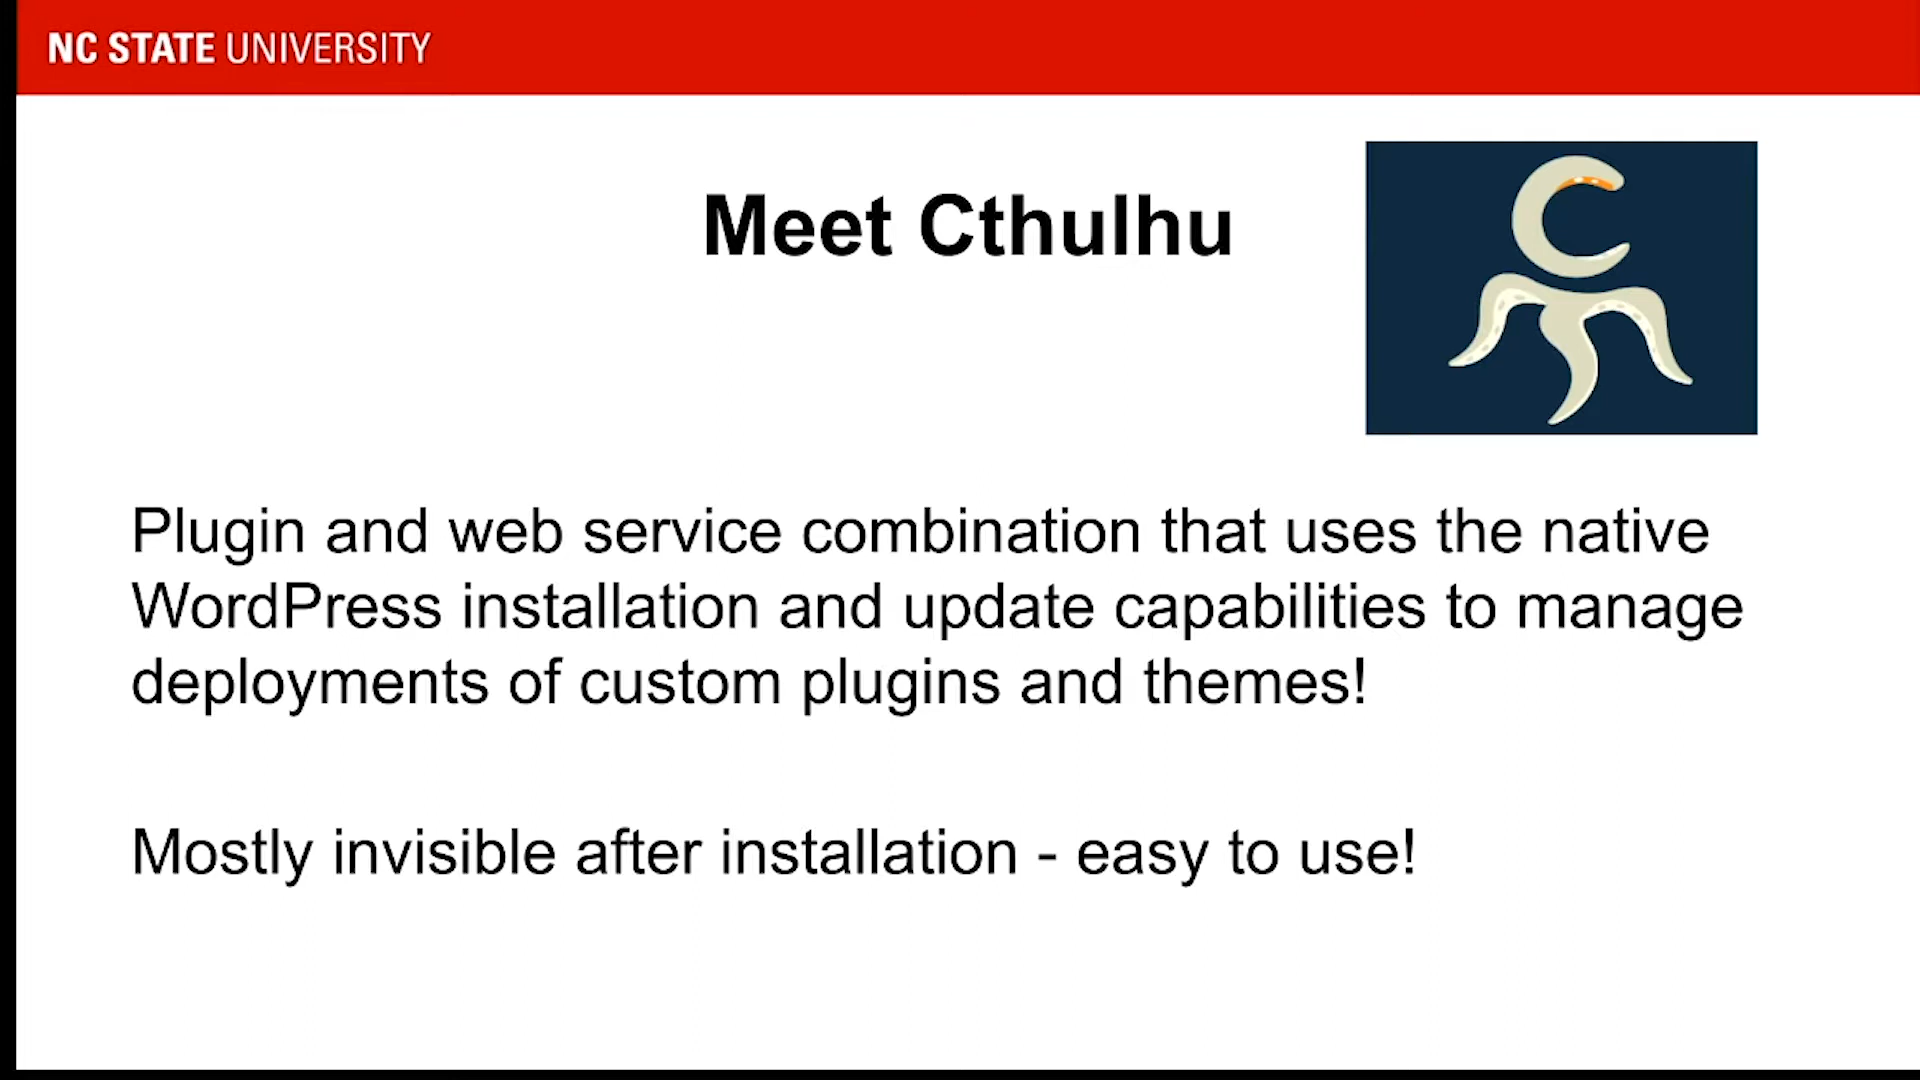 NC STATE UNIVERSITY
Meet Cthulhu
Plugin and web service combination that uses the native
WordPress installation and update capabilities to manage
deployments of custom plugins and themes!
Mostly invisible after installation - easy to use!